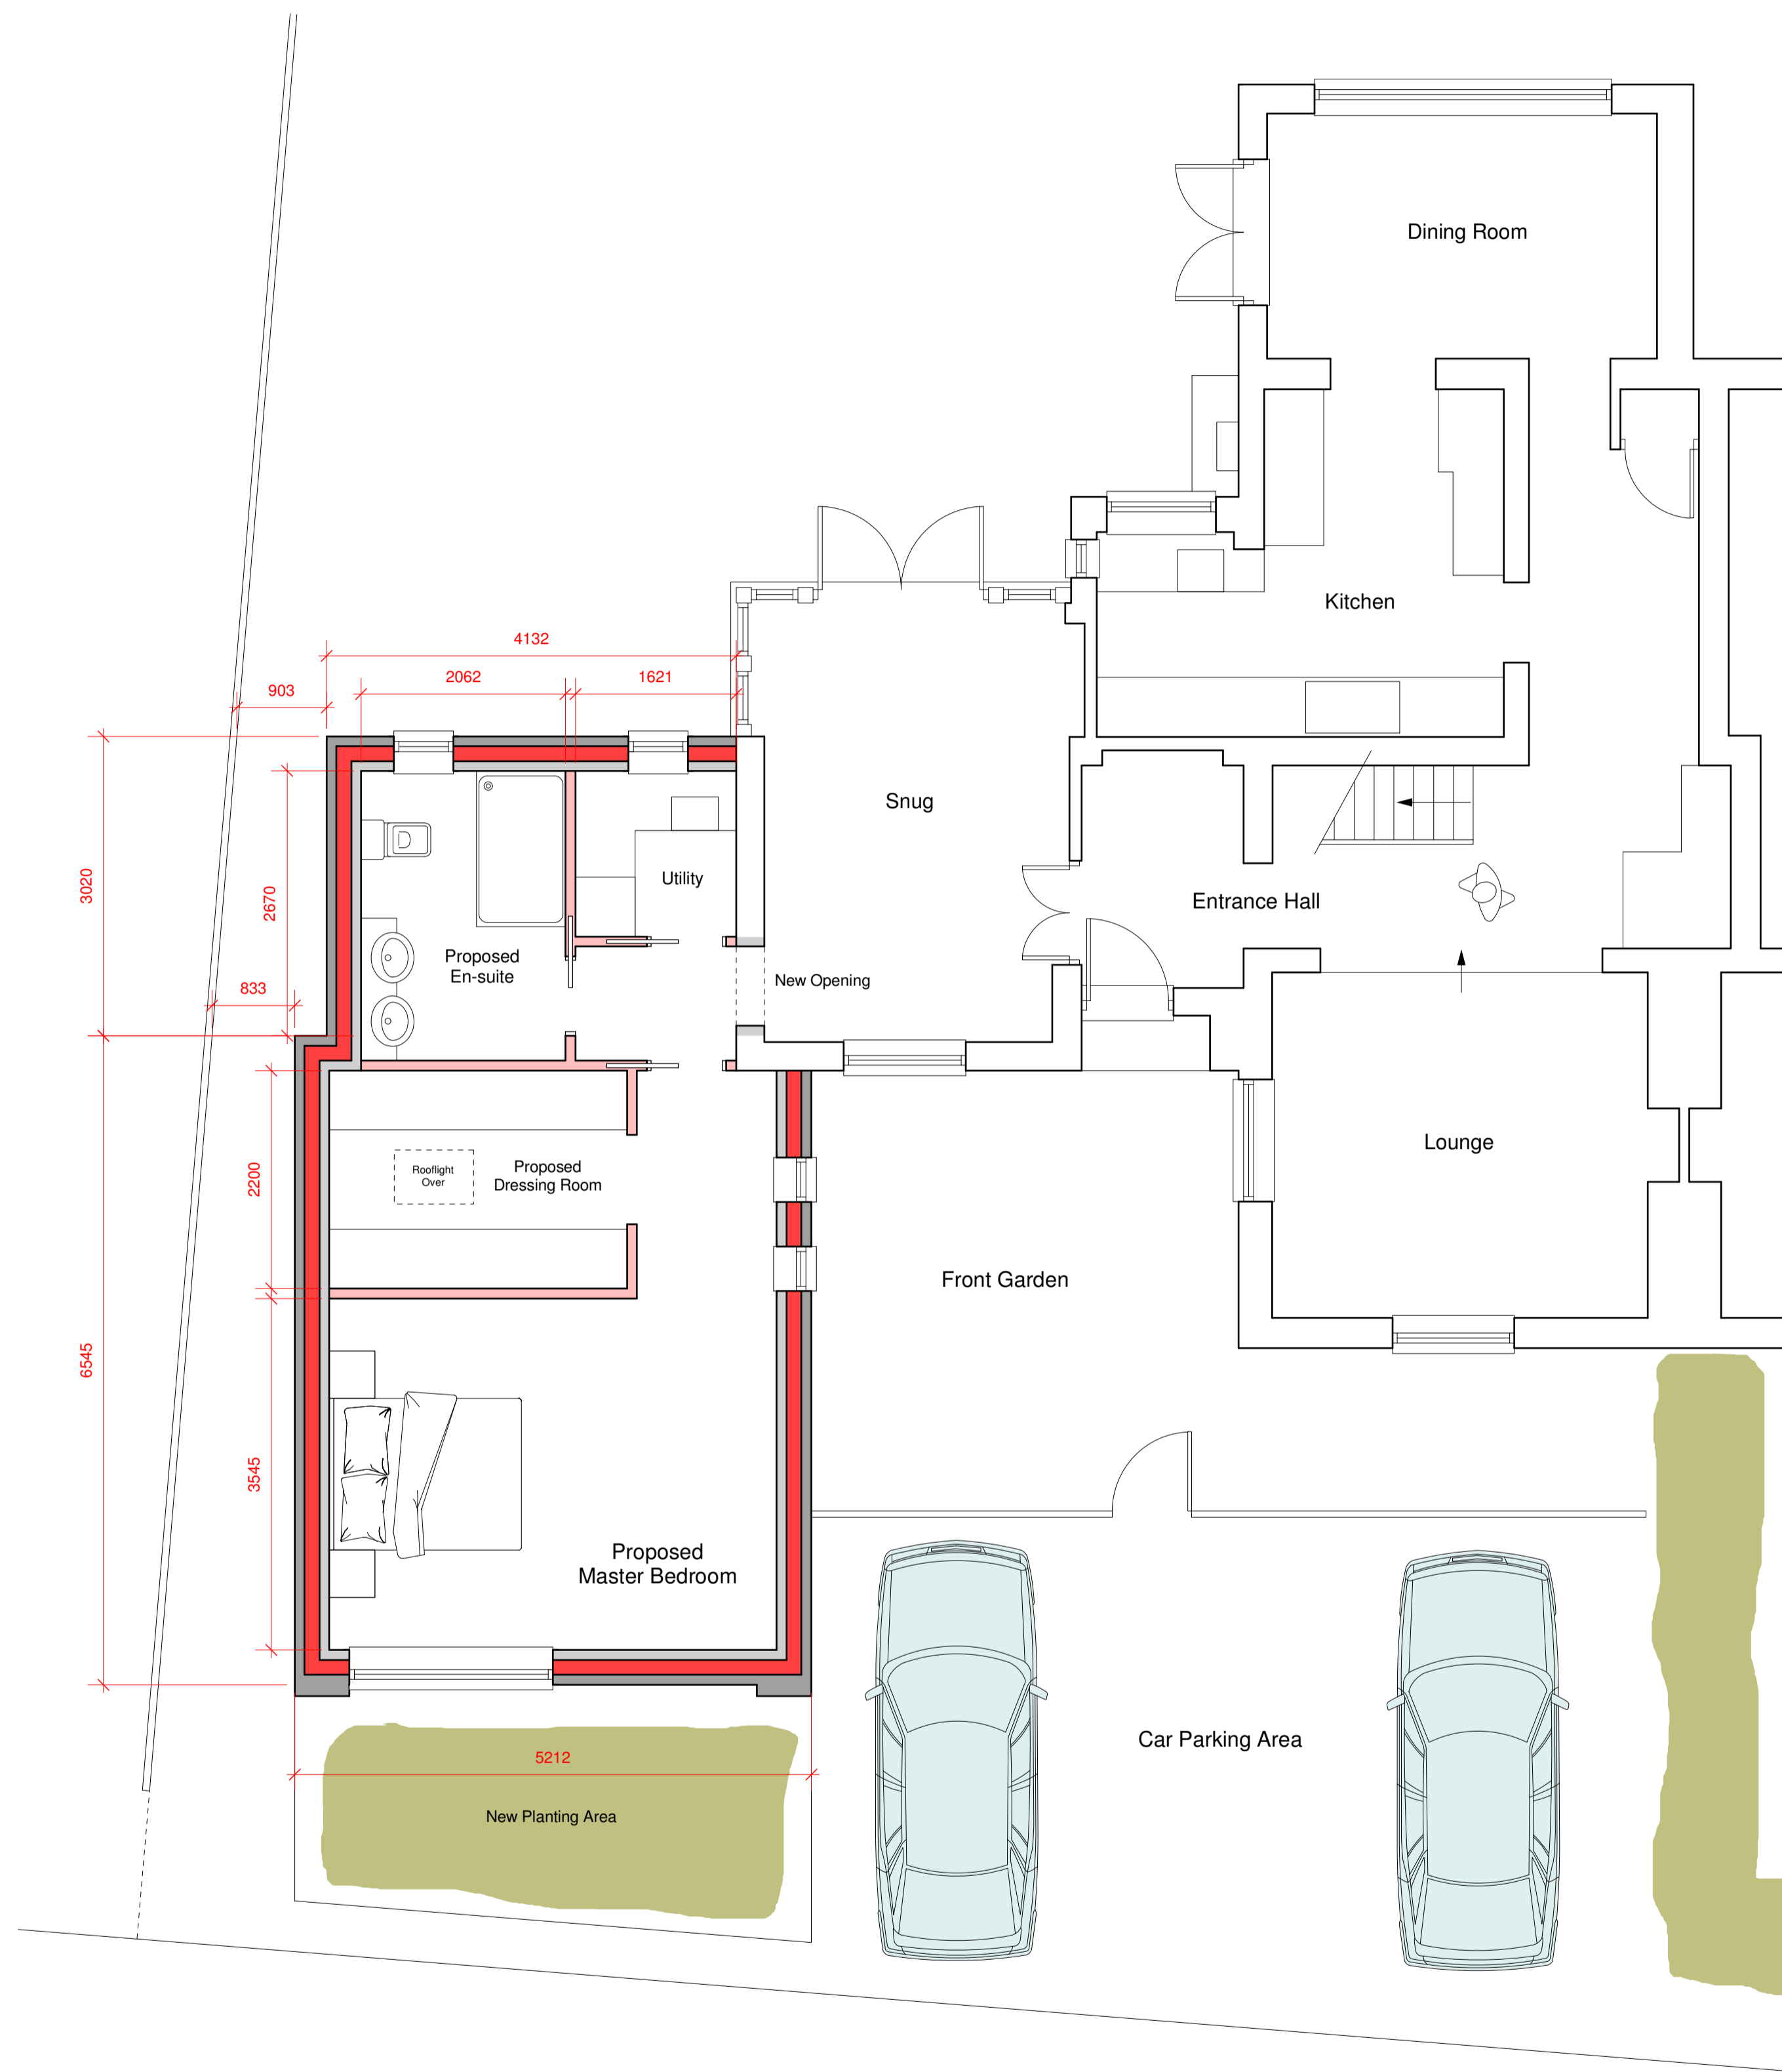 Dining Room
Kitchen
4132
2062
1621
903
Snug
3020
2670
Utility
Entrance Hall
Proposed
En-suite
New Opening
833
Lounge
2200
Rooflight
Over
Proposed
Dressing Room
Front Garden
6545
3545
Proposed
Master Bedroom
Car Parking Area
5212
New Planting Area